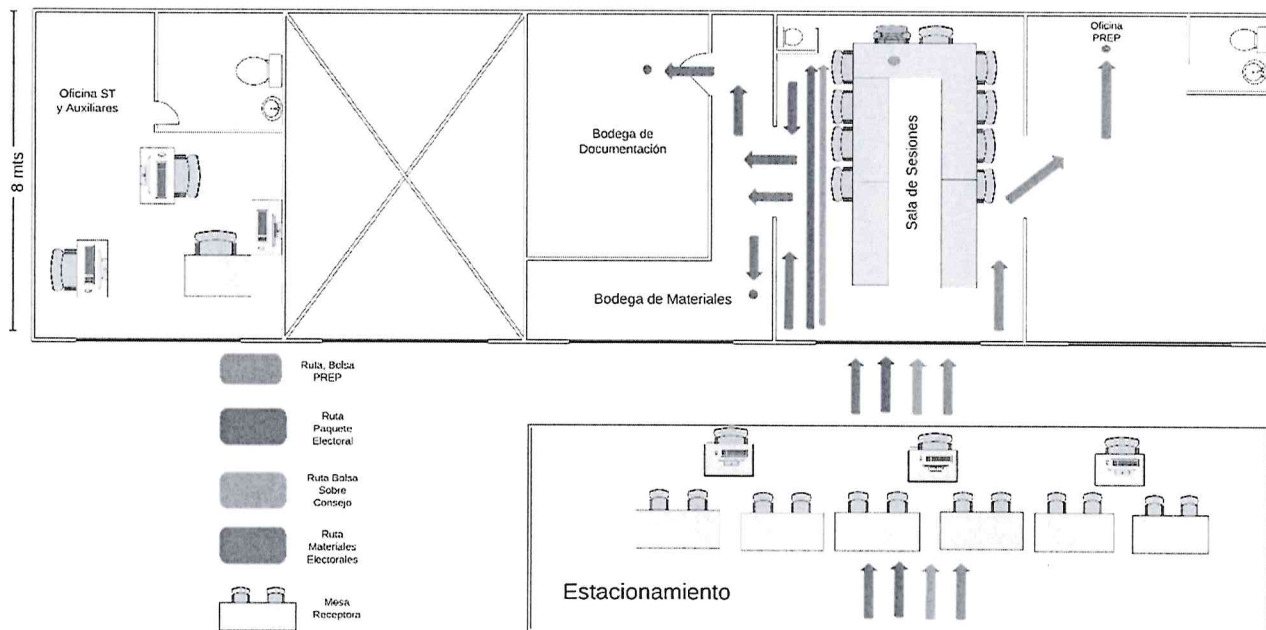 Oficina ST
y Auxiliares
8 mts
Bodega de
Documentación
Bodega de Materiales
Sala de Sesiones
Oficina
PREP
Ruta, Bolsa
PREP
Ruta
Paquete
Electoral
Ruta Bolsa
Sobre
Consejo
Ruta
Materiales
Electorales
Mesa
Receptora
Estacionamiento